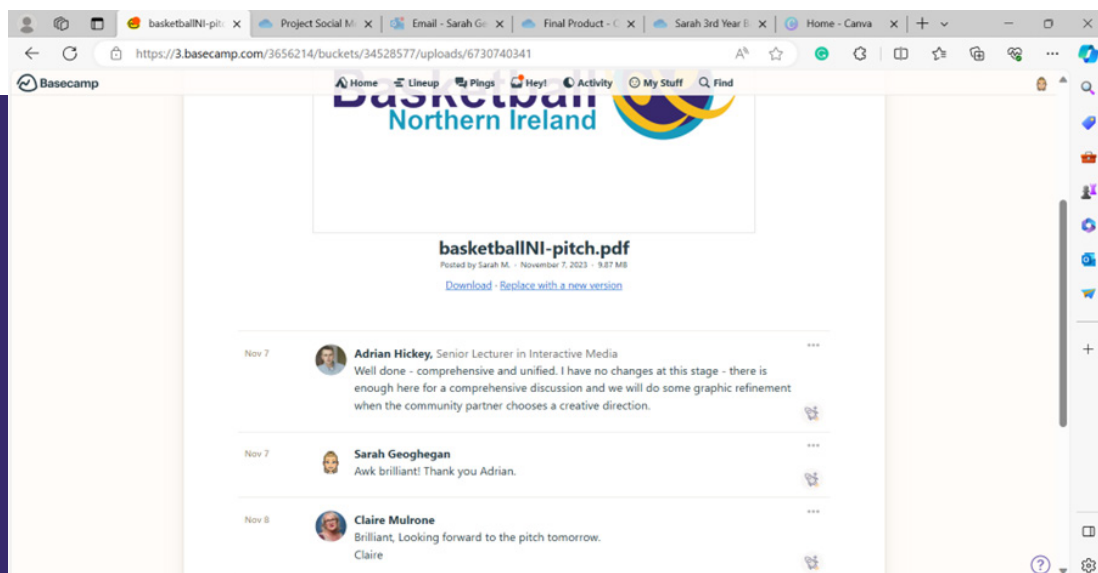 basketballNI-pit
Project Social M
Email - Sarah Ge
Final Product - C
Sarah 3rd Year B
Home - Canva
https://3.basecamp.com/3656214/buckets/34528577/uploads/6730740341
Basecamp
Home Lineup Pings Hey! Activity My Stuff Find
Basketball
Northern Ireland
basketballNI-pitch.pdf
Posted by Sarah M. · November 7, 2023 · 9.87 MB
Download · Replace with a new version
Nov 7
Adrian Hickey, Senior Lecturer in Interactive Media
Well done - comprehensive and unified. I have no changes at this stage - there is
enough here for a comprehensive discussion and we will do some graphic refinement
when the community partner chooses a creative direction.
Nov 7
Sarah Geoghegan
Awk brilliant! Thank you Adrian.
Nov 8
Claire Mulrone
Brilliant, Looking forward to the pitch tomorrow.
Claire